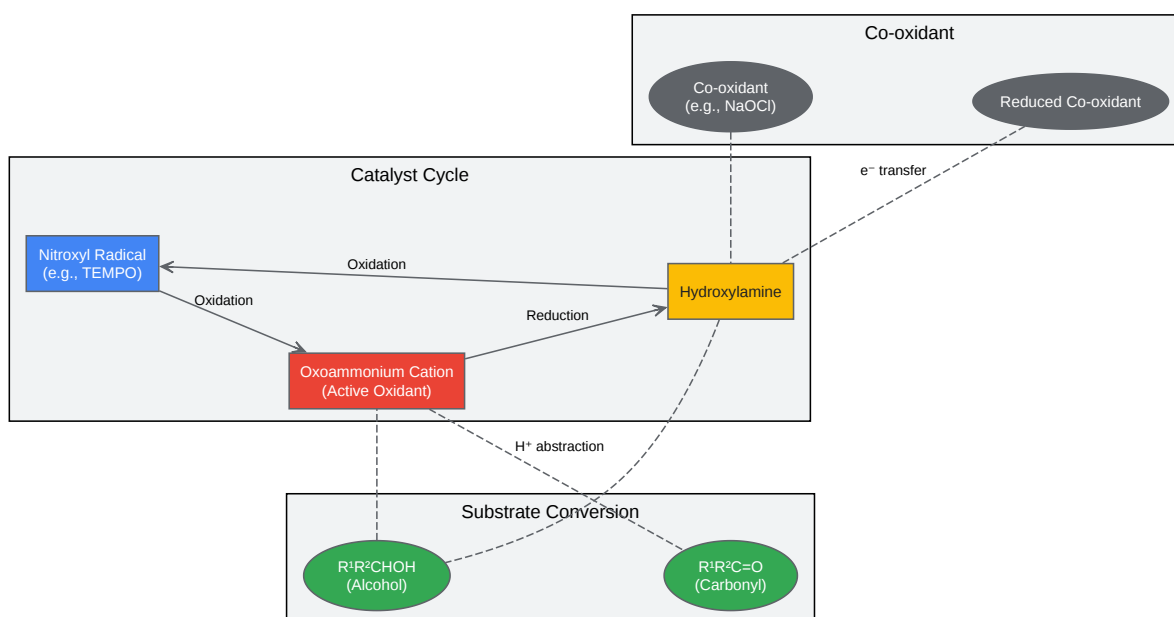 Co-oxidant
Co-oxidant
(e.g., NaOCl)
Reduced Co-oxidant
e⁻ transfer
Catalyst Cycle
Nitroxyl Radical
(e.g., TEMPO)
Oxidation
Hydroxylamine
Oxidation
Reduction
Oxoammonium Cation
(Active Oxidant)
H⁺ abstraction
Substrate Conversion
R¹R²CHOH
(Alcohol)
R¹R²C=O
(Carbonyl)